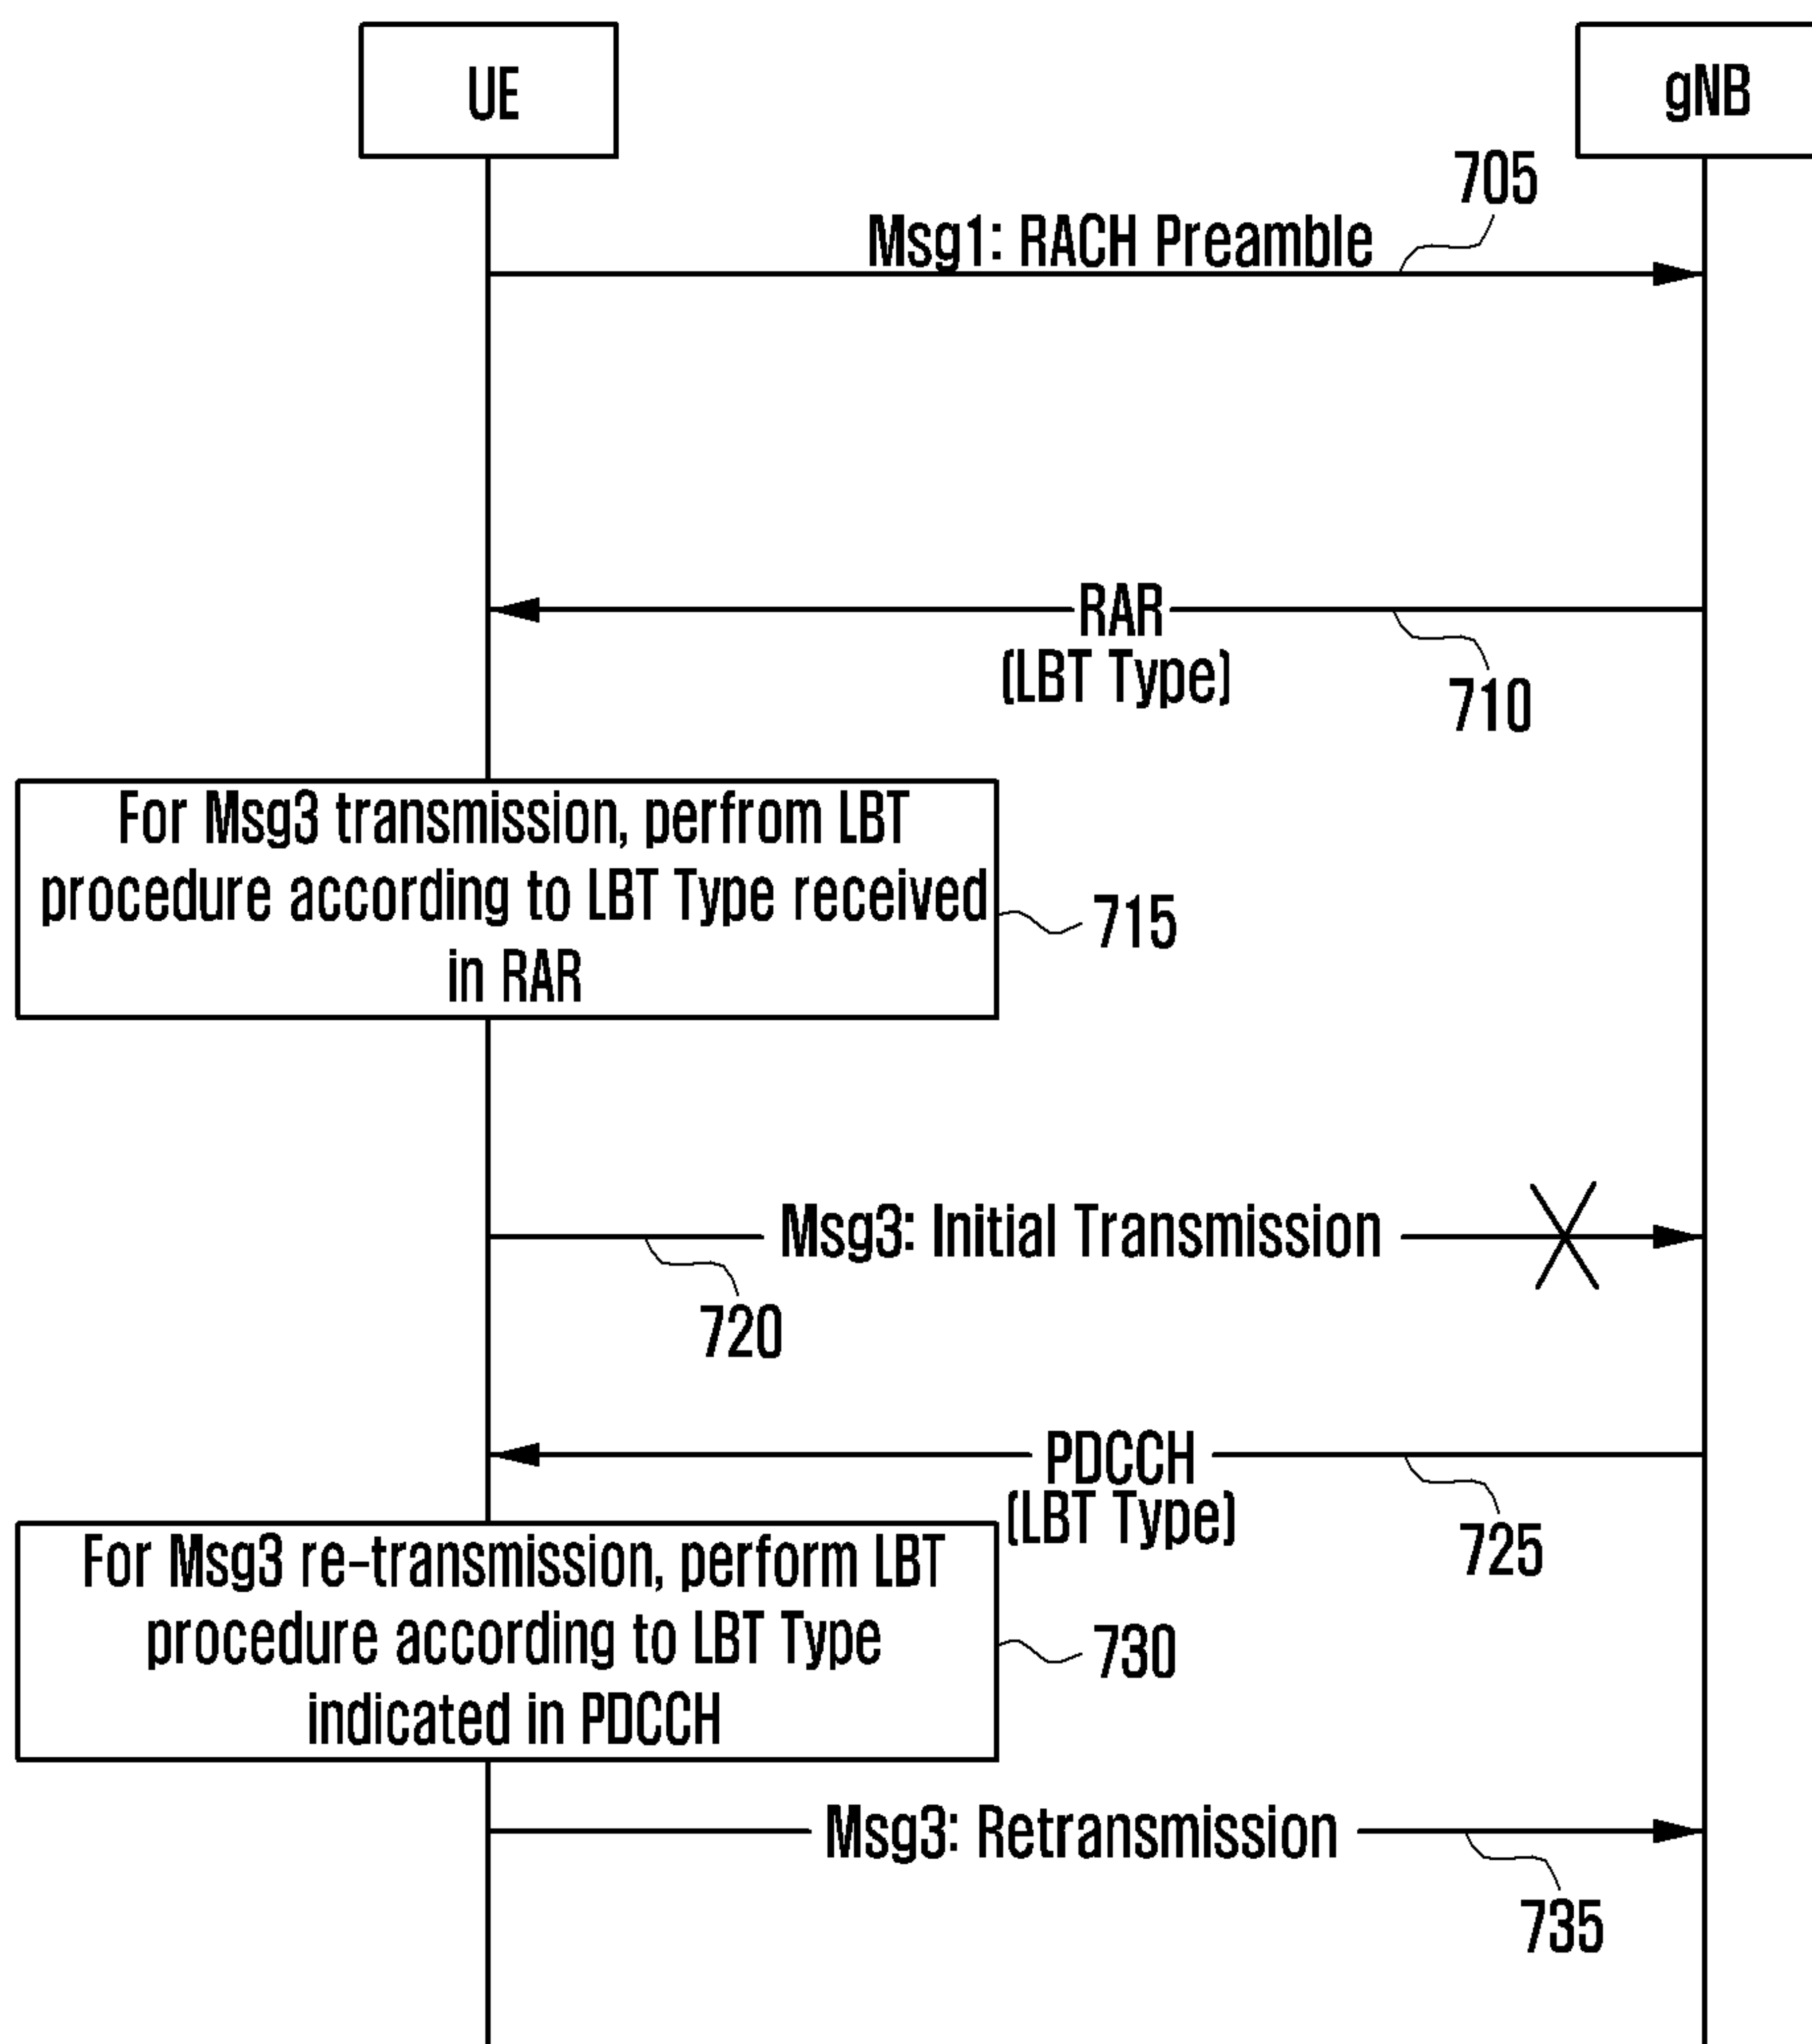 UE
gNB
705
Msg1: RACH Preamble
RAR
(LBT Type)
710
For Msg3 transmission, perfrom LBT
procedure according to LBT Type received
in RAR
715
Msg3: Initial Transmission
720
PDCCH
(LBT Type)
725
For Msg3 re-transmission, perform LBT
procedure according to LBT Type
indicated in PDCCH
730
Msg3: Retransmission
735